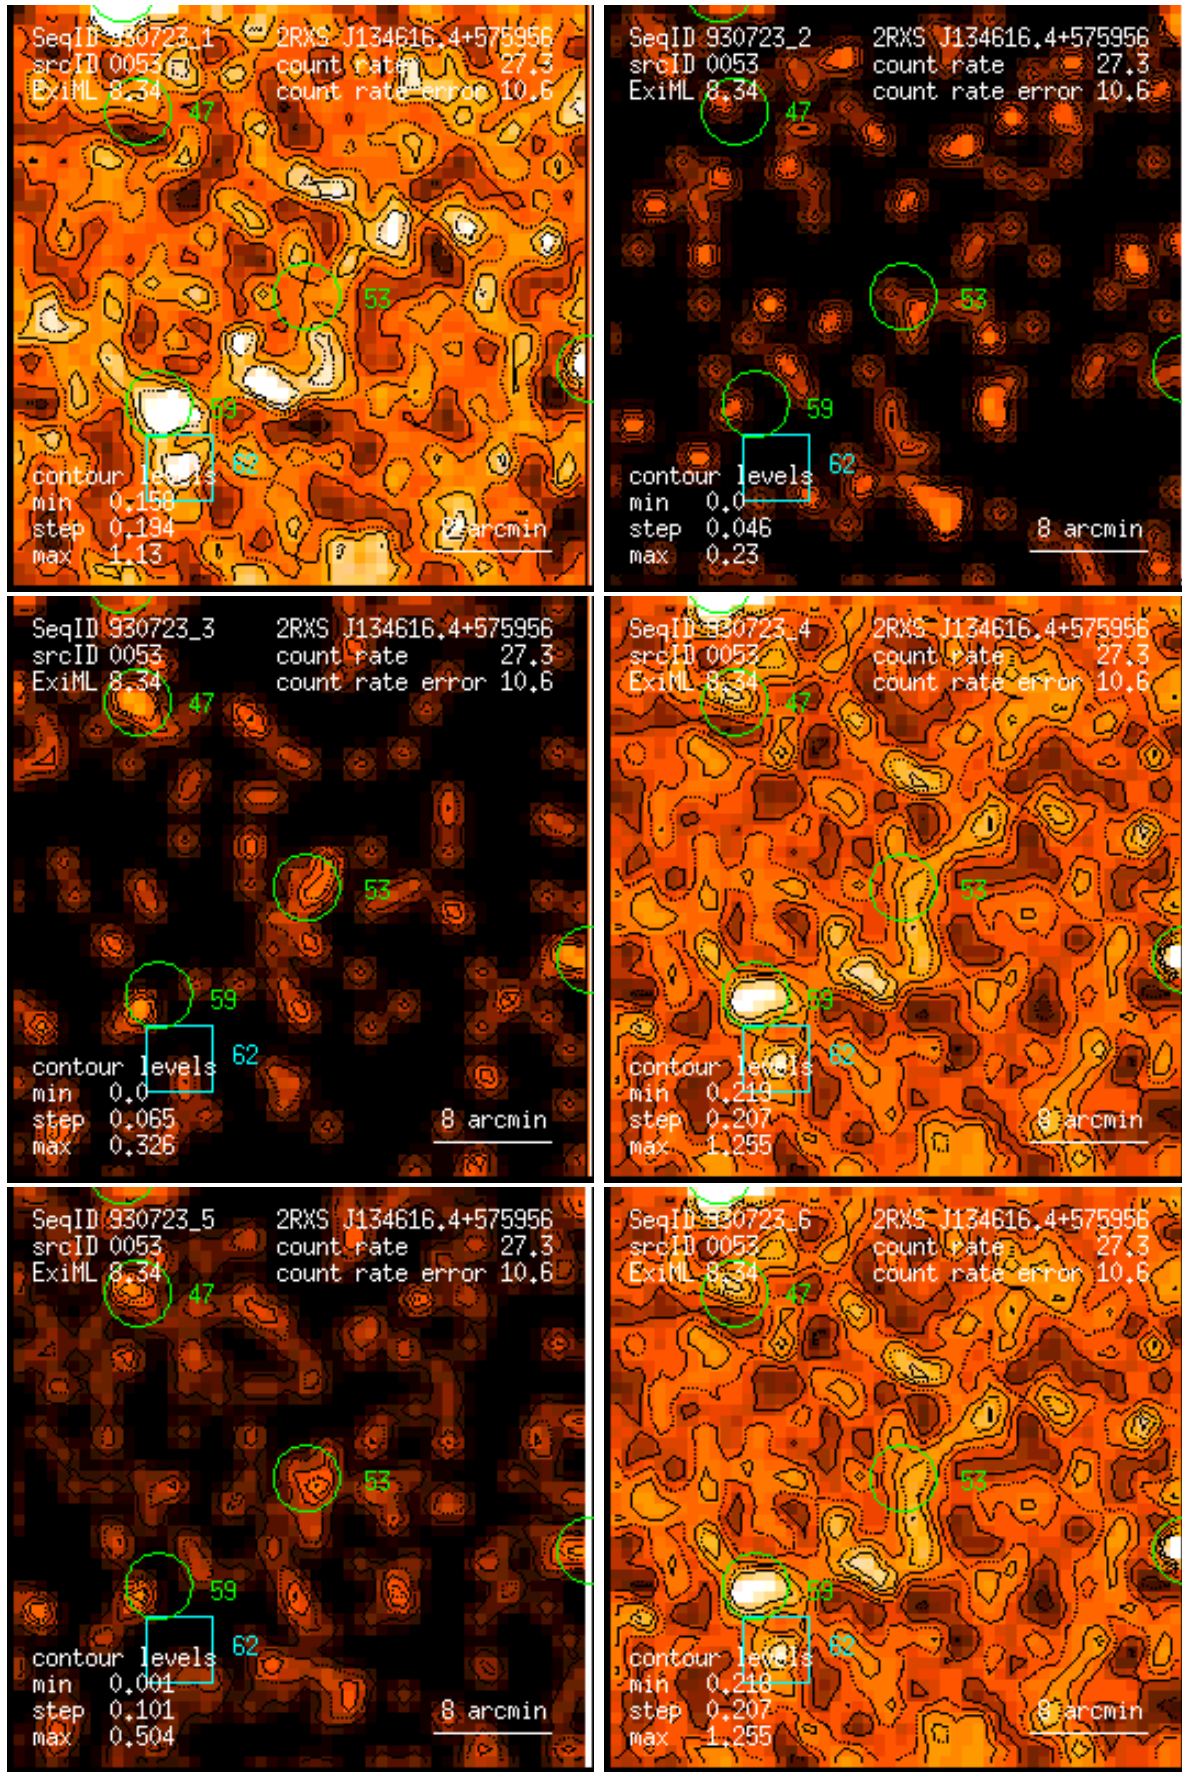 SeqID 930723_1 2RXS J134616.4+575956
srcID 0053 count rate 27.3
ExiML 8.34 count rate error 10.6
47
53
59
62
contour levels
min 0.158
step 0.194
max 1.13
8 arcmin
SeqID 930723_2 2RXS J134616.4+575956
srcID 0053 count rate 27.3
ExiML 8.34 count rate error 10.6
47
53
59
62
contour levels
min 0.0
step 0.046
max 0.23
8 arcmin
SeqID 930723_3 2RXS J134616.4+575956
srcID 0053 count rate 27.3
ExiML 8.34 count rate error 10.6
47
53
59
62
contour levels
min 0.0
step 0.065
max 0.326
8 arcmin
SeqID 930723_4 2RXS J134616.4+575956
srcID 0053 count rate 27.3
ExiML 8.34 count rate error 10.6
47
53
59
62
contour levels
min 0.219
step 0.207
max 1.255
8 arcmin
SeqID 930723_5 2RXS J134616.4+575956
srcID 0053 count rate 27.3
ExiML 8.34 count rate error 10.6
47
53
59
62
contour levels
min 0.001
step 0.101
max 0.504
8 arcmin
SeqID 930723_6 2RXS J134616.4+575956
srcID 0053 count rate 27.3
ExiML 8.34 count rate error 10.6
47
53
59
62
contour levels
min 0.218
step 0.207
max 1.255
8 arcmin